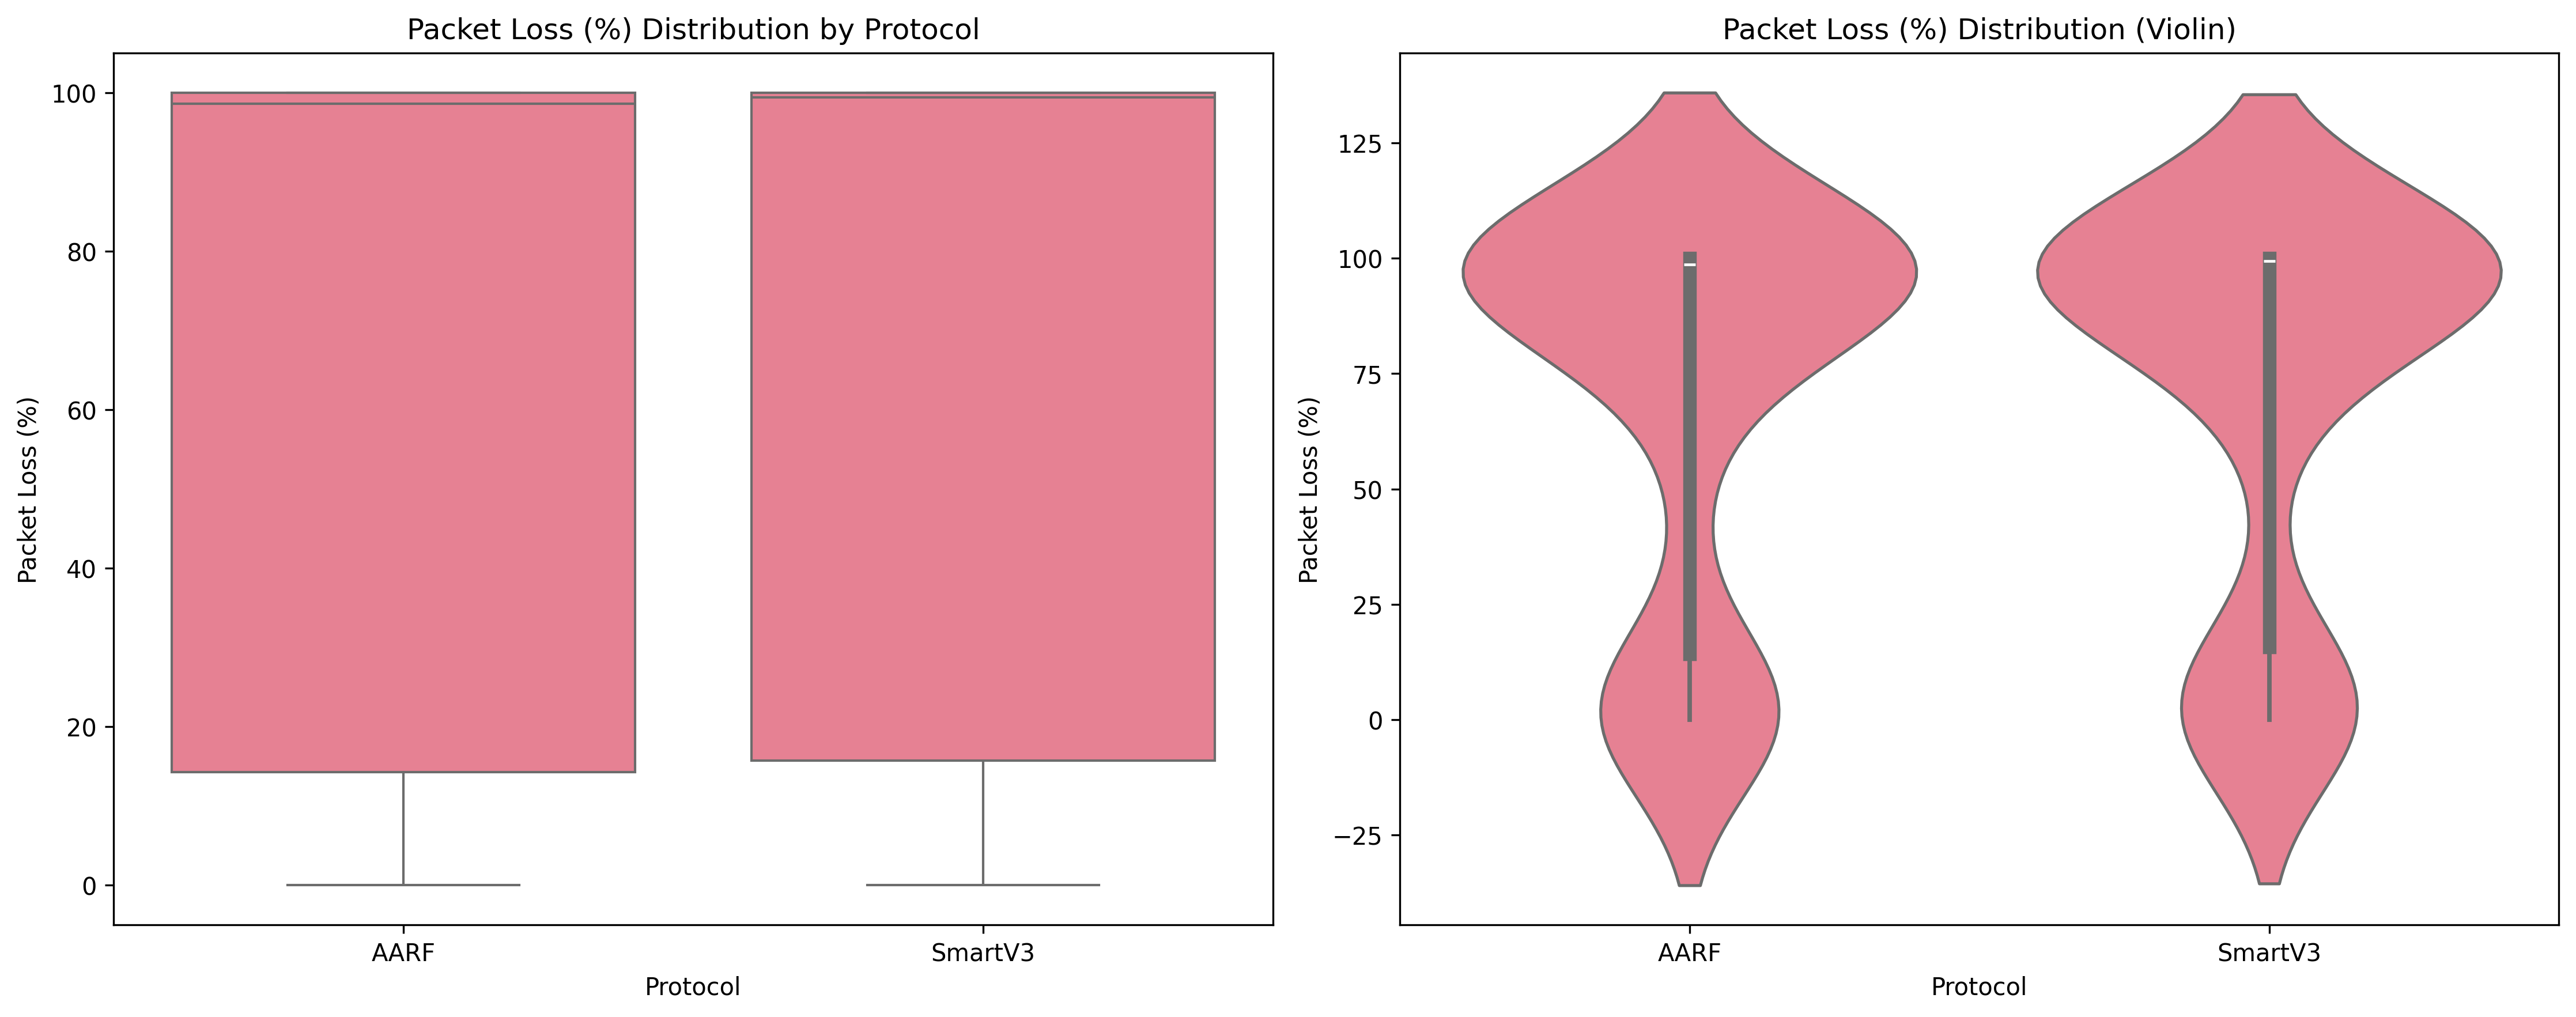 Packet Loss (%) Distribution by Protocol
100
80
60
40
20
0
Packet Loss (%)
AARF
SmartV3
Protocol
Packet Loss (%) Distribution (Violin)
125
100
75
50
25
0
−25
Packet Loss (%)
AARF
SmartV3
Protocol